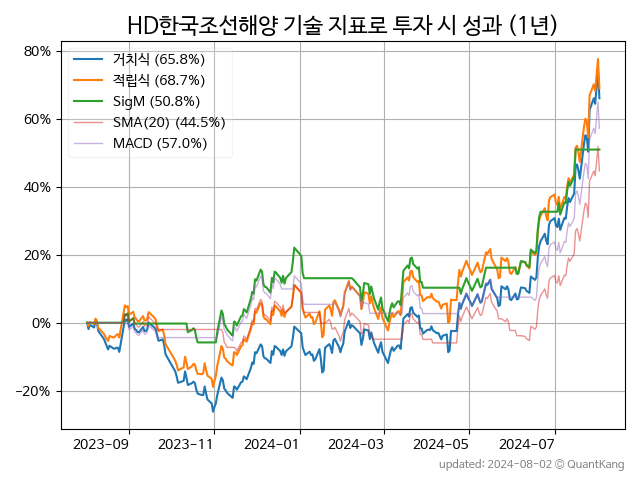 HD한국조선해양 기술 지표로 투자 시 성과 (1년)
거치식 (65.8%)
적립식 (68.7%)
SigM (50.8%)
SMA(20) (44.5%)
MACD (57.0%)
80%
60%
40%
20%
0%
−20%
2023-09 2023-11 2024-01 2024-03 2024-05 2024-07
updated: 2024-08-02 © QuantKang